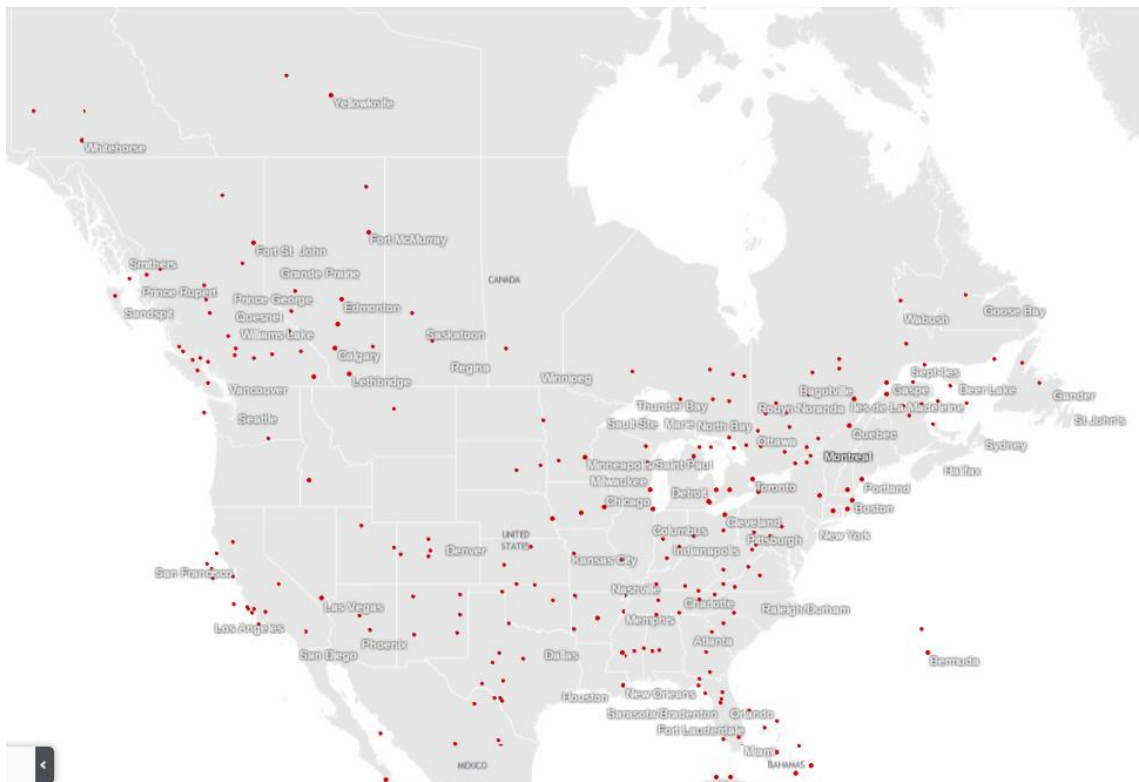 Yellowknife
Whitehorse
Fort McMurray
Fort St. John
Smithers
Grande Prairie
CANADA
Prince Rupert
Prince George
Edmonton
Sandspit
Quesnel
Williams Lake
Saskatoon
Wabush
Goose Bay
Calgary
Regina
Winnipeg
Sept-Iles
Lethbridge
Vancouver
Bagotville
Gaspe
Deer Lake
Gander
Thunder Bay
Rouyn-Noranda
Iles de La Madeleine
St John's
Seattle
Sault Ste Marie
North Bay
Ottawa
Quebec
Sydney
Montreal
Halifax
Minneapolis/Saint Paul
Milwaukee
Detroit
Toronto
Portland
Chicago
Boston
Columbus
Cleveland
New York
UNITED
STATES
Denver
Indianapolis
Pittsburgh
Kansas City
San Francisco
Las Vegas
Nashville
Charlotte
Raleigh/Durham
Los Angeles
Memphis
Phoenix
Atlanta
San Diego
Dallas
Bermuda
Houston
New Orleans
Sarasota/Bradenton
Orlando
Fort Lauderdale
Miami
MEXICO
BAHAMAS